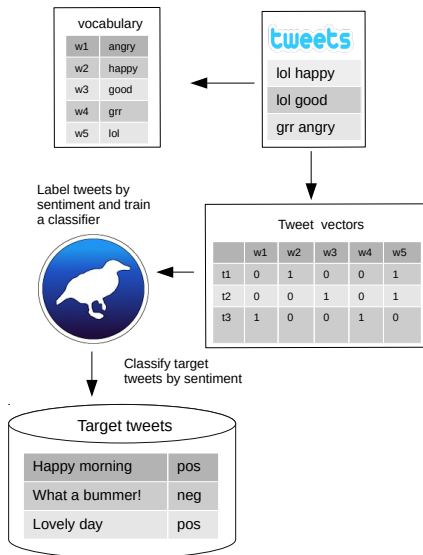 vocabulary
w1 angry
w2 happy
w3 good
w4 grr
w5 lol
tweets
lol happy
lol good
grr angry
Label tweets by
sentiment and train
a classifier
Tweet vectors
w1 w2 w3 w4 w5
t1 0 1 0 0 1
t2 0 0 1 0 1
t3 1 0 0 1 0
Classify target
tweets by sentiment
Target tweets
Happy morning pos
What a bummer! neg
Lovely day pos